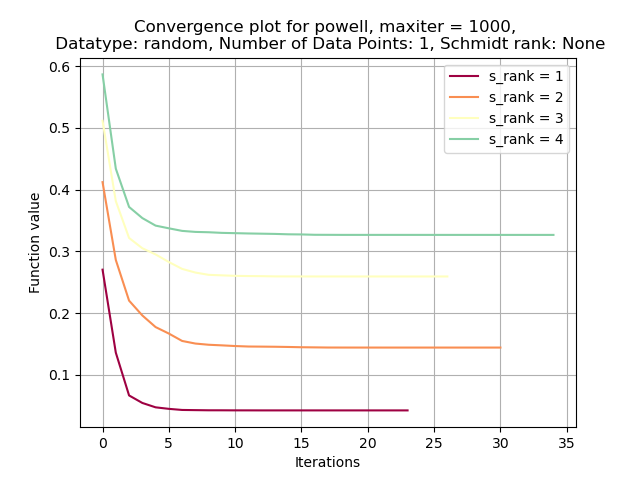 Convergence plot for powell, maxiter = 1000,
Datatype: random, Number of Data Points: 1, Schmidt rank: None
s_rank = 1
s_rank = 2
s_rank = 3
s_rank = 4
Function value
0.6
0.5
0.4
0.3
0.2
0.1
0 5 10 15 20 25 30 35
Iterations